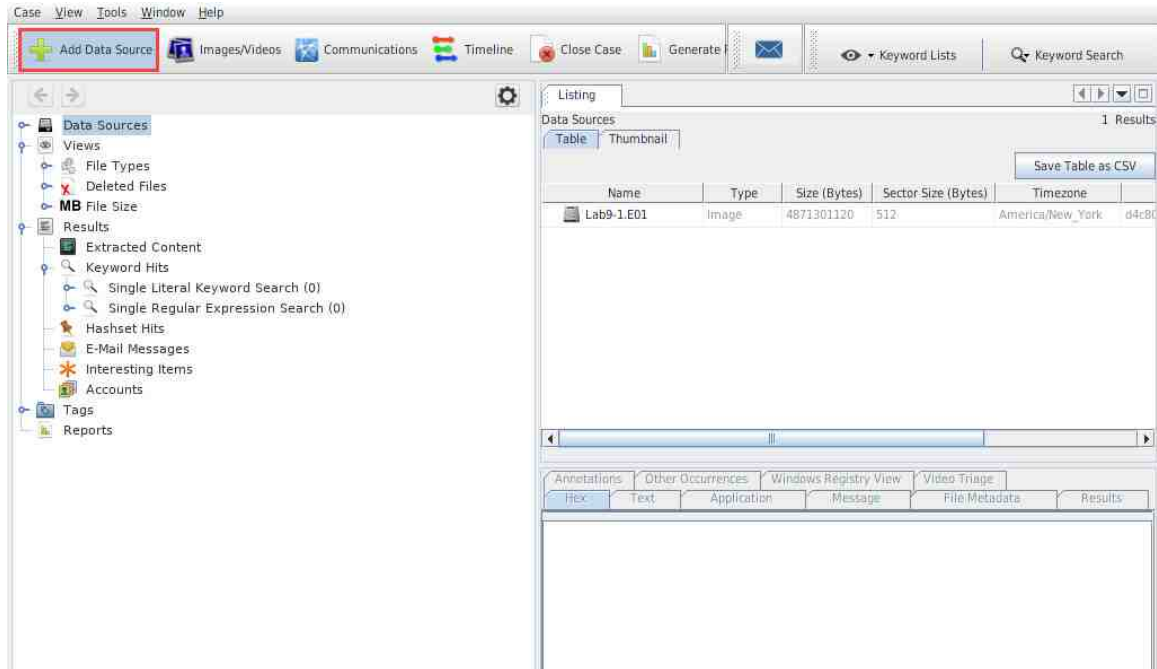 Case View Tools Window Help
Add Data Source Images/Videos Communications Timeline Close Case Generate Keyword Lists Keyword Search
Data Sources
Views
File Types
Deleted Files
MB File Size
Results
Extracted Content
Keyword Hits
Single Literal Keyword Search (0)
Single Regular Expression Search (0)
Hashset Hits
E-Mail Messages
Interesting Items
Accounts
Tags
Reports
Listing
Data Sources 1 Results
Table Thumbnail
Save Table as CSV
Name Type Size (Bytes) Sector Size (Bytes) Timezone
Lab9-1.E01 Image 4871301120 512 America/New_York d4c80
Annotations Other Occurrences Windows Registry View Video Triage
Hex Text Application Message File Metadata Results